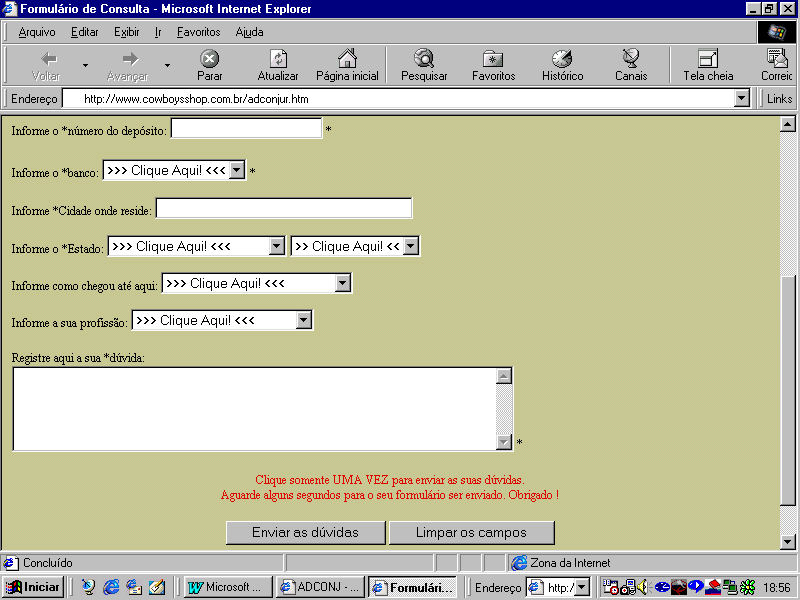 Formulário de Consulta - Microsoft Internet Explorer
Arquivo Editar Exibir Ir Favoritos Ajuda
Voltar Avançar Parar Atualizar Página inicial Pesquisar Favoritos Histórico Canais Tela cheia Correic
Endereço http://www.cowboysshop.com.br/adconjur.htm Links
Informe o *número do depósito: *
Informe o *banco: >>> Clique Aqui! <<< *
Informe *Cidade onde reside:
Informe o *Estado: >>> Clique Aqui! <<< >> Clique Aqui! <<
Informe como chegou até aqui: >>> Clique Aqui! <<<
Informe a sua profissão: >>> Clique Aqui! <<<
Registre aqui a sua *dúvida:
*
Clique somente UMA VEZ para enviar as suas dúvidas.
Aguarde alguns segundos para o seu formulário ser enviado. Obrigado !
Enviar as dúvidas Limpar os campos
Concluído Zona da Internet
Iniciar Microsoft ... ADCONJ - ... Formulári... Endereço http:/ 18:56